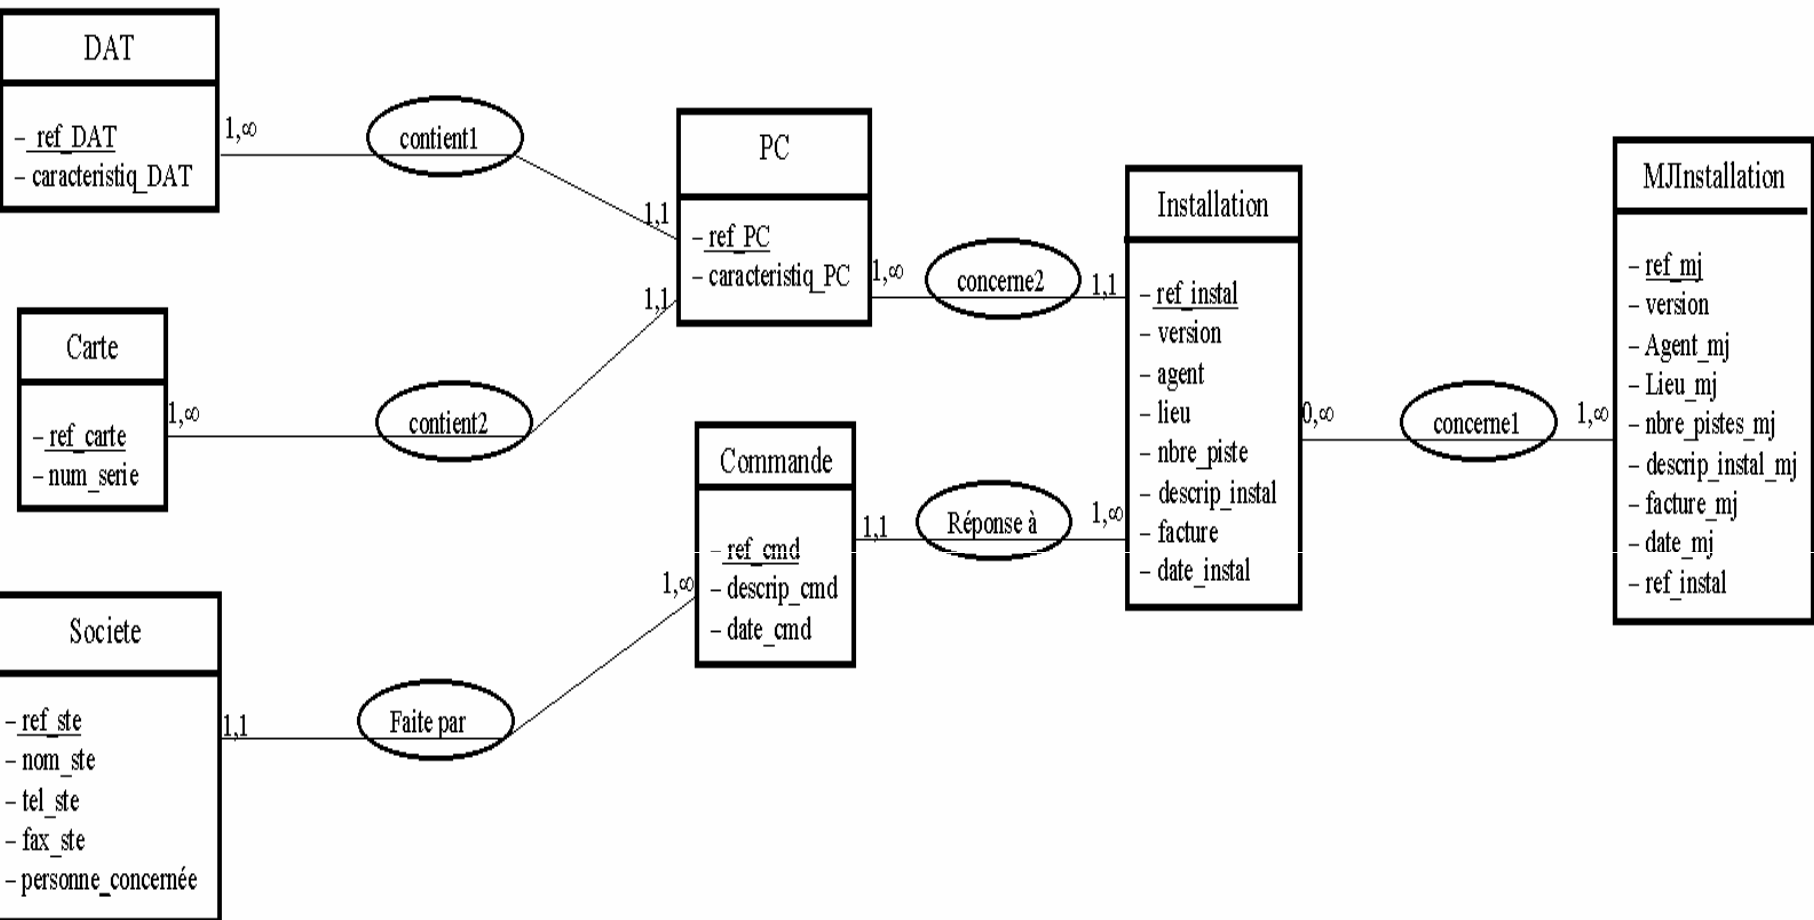 DAT
– ref_DAT
– caracteristiq_DAT
1,∞
contient1
1,1
PC
– ref_PC
– caracteristiq_PC
Carte
– ref_carte
– num_serie
1,∞
contient2
1,1
1,∞
concerne2
1,1
Installation
– ref_instal
– version
– agent
– lieu
– nbre_piste
– descrip_instal
– facture
– date_instal
0,∞
concerne1
1,∞
MJInstallation
– ref_mj
– version
– Agent_mj
– Lieu_mj
– nbre_pistes_mj
– descrip_instal_mj
– facture_mj
– date_mj
– ref_instal
Commande
– ref_cmd
– descrip_cmd
– date_cmd
1,1
Réponse à
1,∞
Societe
– ref_ste
– nom_ste
– tel_ste
– fax_ste
– personne_concernée
1,1
Faite par
1,∞